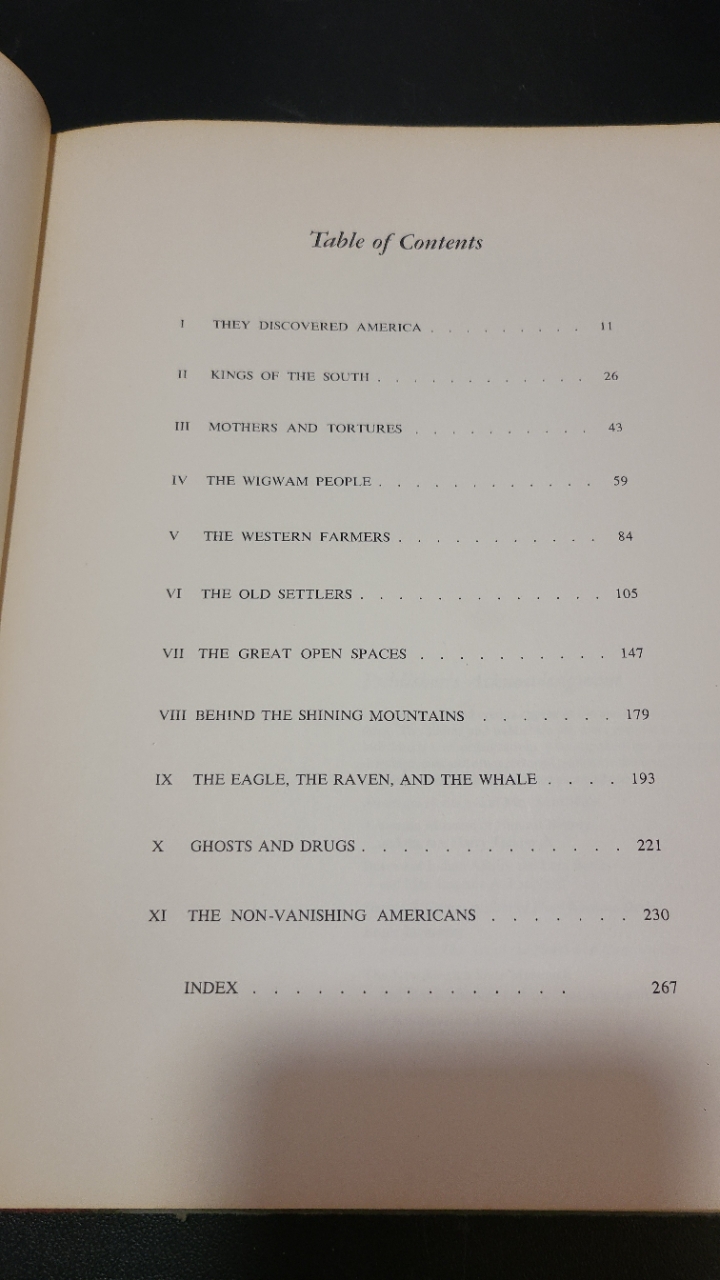 Table of Contents
I THEY DISCOVERED AMERICA . . . . . . . . . 11
II KINGS OF THE SOUTH . . . . . . . . . . . . 26
III MOTHERS AND TORTURES . . . . . . . . . . 43
IV THE WIGWAM PEOPLE . . . . . . . . . . . . 59
V THE WESTERN FARMERS . . . . . . . . . . . 84
VI THE OLD SETTLERS . . . . . . . . . . . . . 105
VII THE GREAT OPEN SPACES . . . . . . . . . . 147
VIII BEHIND THE SHINING MOUNTAINS . . . . . . . 179
IX THE EAGLE, THE RAVEN, AND THE WHALE . . . . 193
X GHOSTS AND DRUGS . . . . . . . . . . . . . 221
XI THE NON-VANISHING AMERICANS . . . . . . . 230
INDEX . . . . . . . . . . . . . . . 267